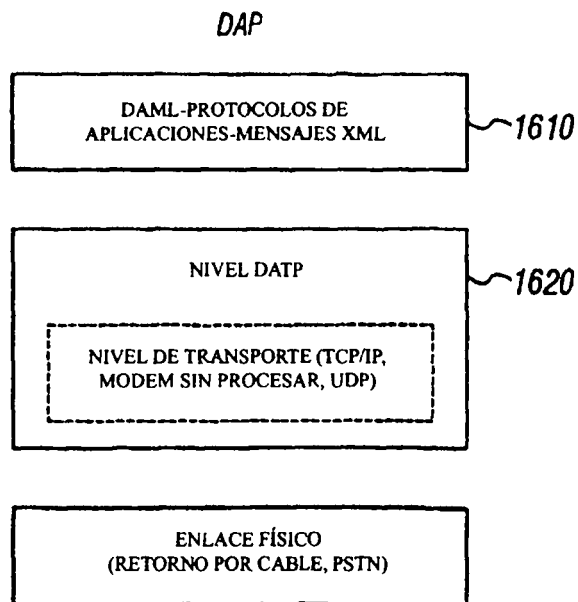 DAP
DAML-PROTOCOLOS DE
APLICACIONES-MENSAJES XML
1610
NIVEL DATP
1620
NIVEL DE TRANSPORTE (TCP/IP,
MODEM SIN PROCESAR, UDP)
ENLACE FÍSICO
(RETORNO POR CABLE, PSTN)